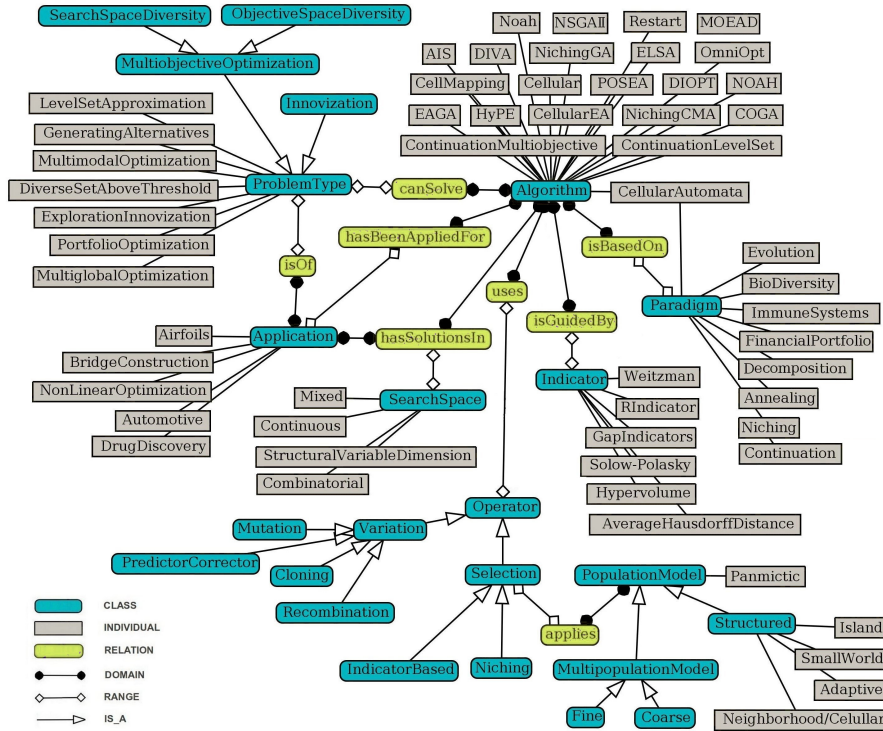 SearchSpaceDiversity
ObjectiveSpaceDiversity
MultiobjectiveOptimization
Innovization
LevelSetApproximation
GeneratingAlternatives
MultimodalOptimization
DiverseSetAboveThreshold
ExplorationInnovization
PortfolioOptimization
MultiglobalOptimization
ProblemType
canSolve
Algorithm
Noah
NSGAII
Restart
MOEAD
AIS
DIVA
NichingGA
ELSA
OmniOpt
CellMapping
Cellular
POSEA
DIOPT
NOAH
EAGA
HyPE
CellularEA
NichingCMA
COGA
ContinuationMultiobjective
ContinuationLevelSet
CellularAutomata
hasBeenAppliedFor
isBasedOn
isOf
uses
isGuidedBy
Paradigm
Evolution
BioDiversity
ImmuneSystems
FinancialPortfolio
Decomposition
Annealing
Niching
Continuation
Airfoils
Application
hasSolutionsIn
BridgeConstruction
NonLinearOptimization
Automotive
DrugDiscovery
Mixed
SearchSpace
Continuous
StructuralVariableDimension
Combinatorial
Indicator
Weitzman
RIndicator
GapIndicators
Solow-Polasky
Hypervolume
AverageHausdorffDistance
Operator
Mutation
Variation
PredictorCorrector
Cloning
Recombination
Selection
PopulationModel
Panmictic
applies
Structured
Island
SmallWorld
Adaptive
Neighborhood/Celullar
IndicatorBased
Niching
MultipopulationModel
Fine
Coarse
CLASS
INDIVIDUAL
RELATION
DOMAIN
RANGE
IS_A